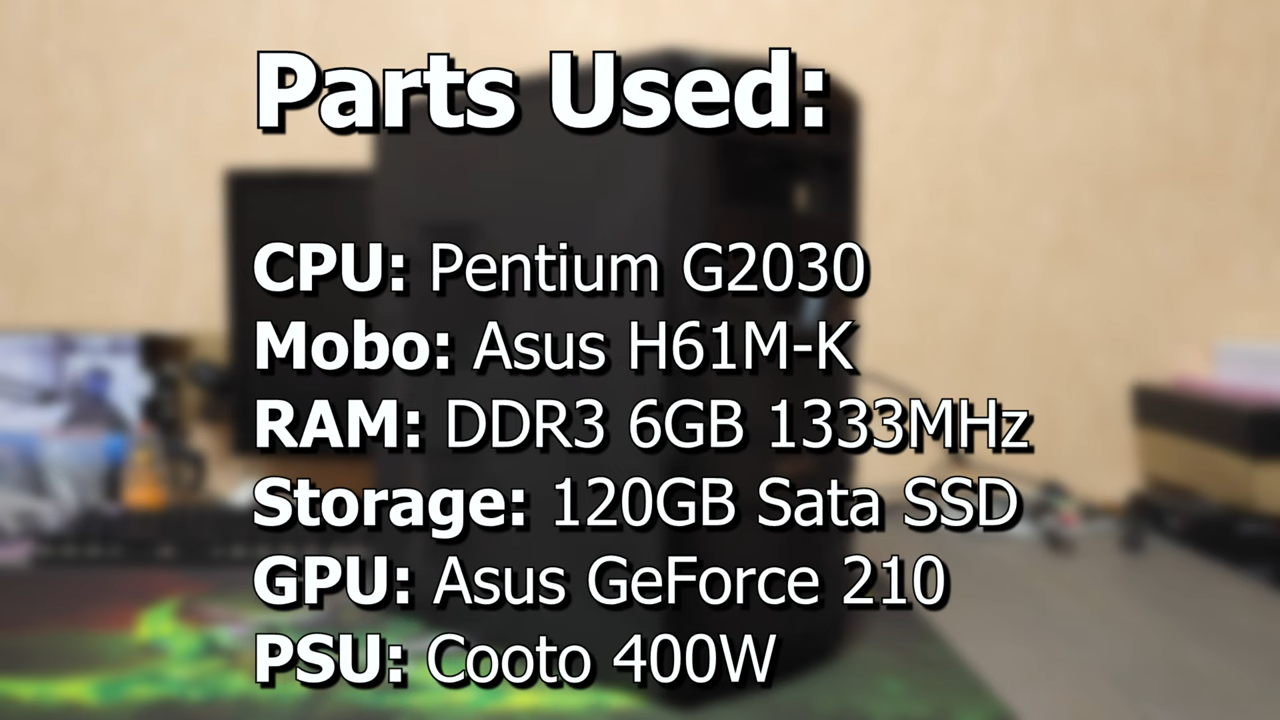 Parts Used:
CPU: Pentium G2030
Mobo: Asus H61M-K
RAM: DDR3 6GB 1333MHz
Storage: 120GB Sata SSD
GPU: Asus GeForce 210
PSU: Cooto 400W